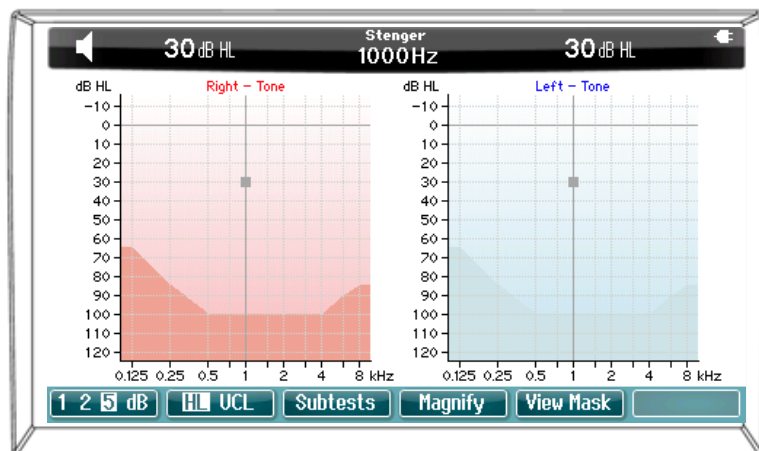 Stenger
30 dB HL 1000Hz 30 dB HL
dB HL Right - Tone dB HL Left - Tone
-10 -10
0 0
10 10
20 20
30 30
40 40
50 50
60 60
70 70
80 80
90 90
100 100
110 110
120 120
0.125 0.25 0.5 1 2 4 8 kHz 0.125 0.25 0.5 1 2 4 8 kHz
1 2 5 dB HL UCL Subtests Magnify View Mask